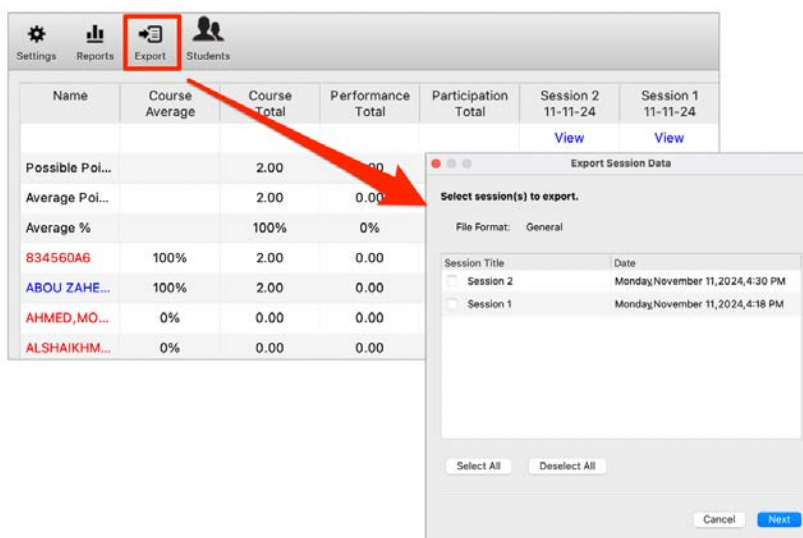 Settings Reports Export Students
Name Course Average Course Total Performance Total Participation Total Session 2 11-11-24 Session 1 11-11-24
View View
Possible Poi... 2.00
Average Poi... 2.00 0.00
Average % 100% 0%
834560A6 100% 2.00 0.00
ABOU ZAHE... 100% 2.00 0.00
AHMED,MO... 0% 0.00 0.00
ALSHAIKHM... 0% 0.00 0.00
Export Session Data
Select session(s) to export.
File Format: General
Session Title Date
Session 2 Monday,November 11,2024,4:30 PM
Session 1 Monday,November 11,2024,4:18 PM
Select All Deselect All
Cancel Next